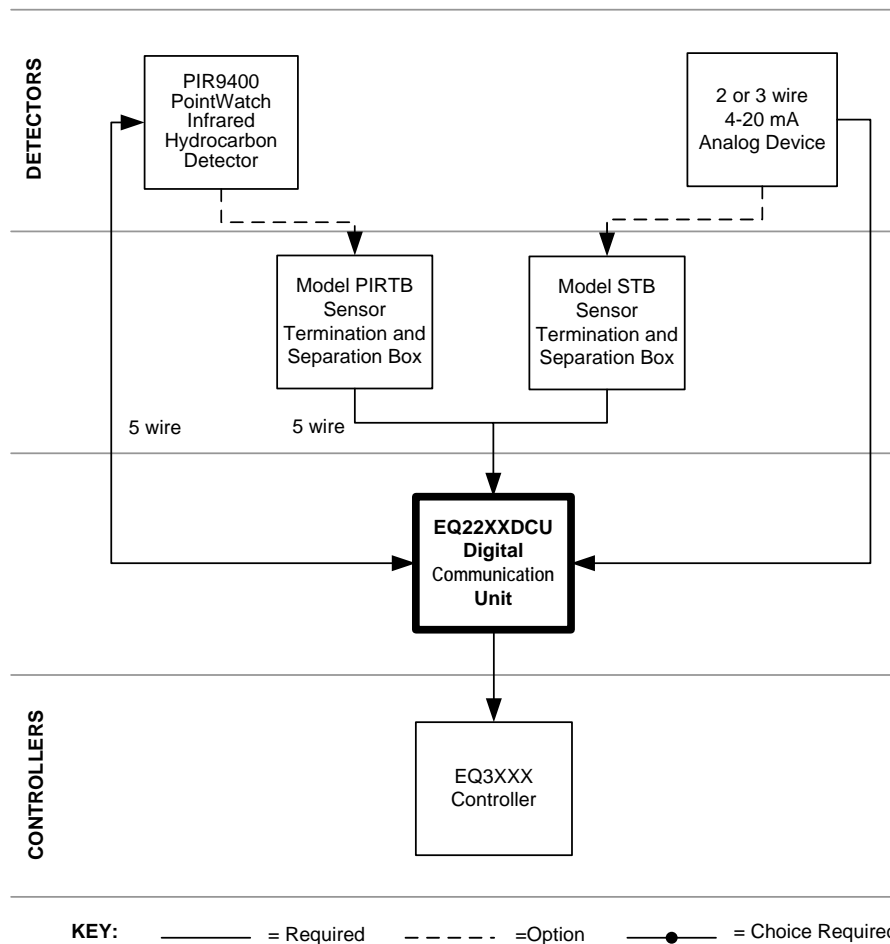 DETECTORS
PIR9400
PointWatch
Infrared
Hydrocarbon
Detector
2 or 3 wire
4-20 mA
Analog Device
Model PIRTB
Sensor
Termination and
Separation Box
Model STB
Sensor
Termination and
Separation Box
5 wire
5 wire
EQ22XXDCU
Digital
Communication
Unit
CONTROLLERS
EQ3XXX
Controller
KEY:
= Required
=Option
= Choice Required